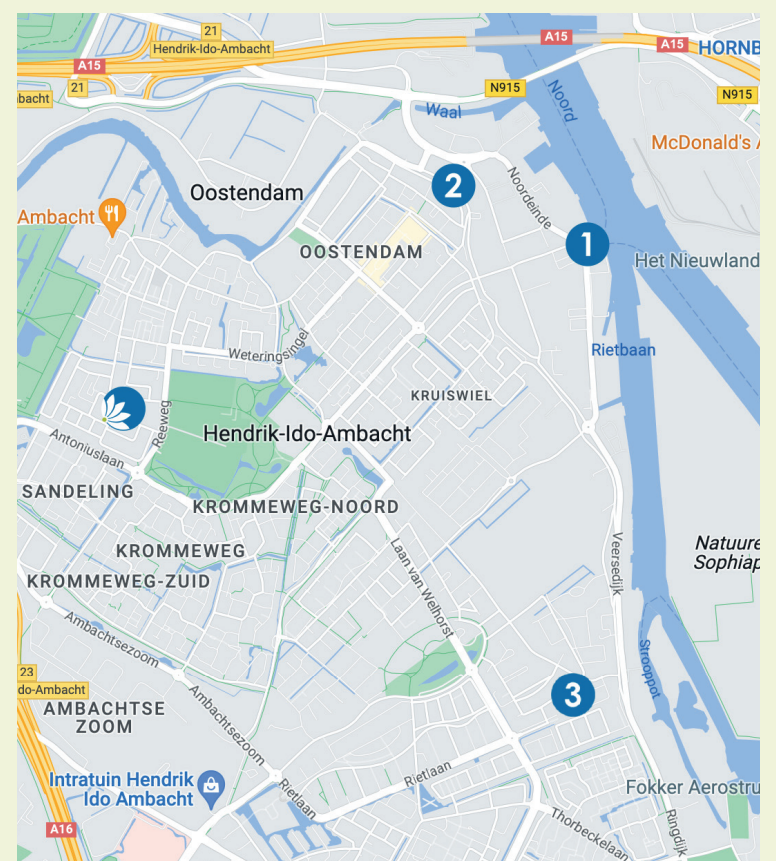 21
Hendrik-Ido-Ambacht
A15
A15
A15
HORNB
21
N915
N915
bacht
Waal
Noord
McDonald's A
2
Noordeinde
Oostendam
Ambacht
1
OOSTENDAM
Het Nieuwland
Weteringsingel
Rietbaan
KRUISWIEL
Reeweg
Hendrik-Ido-Ambacht
Antoniuslaan
SANDELING
KROMMEWEG-NOORD
KROMMEWEG
KROMMEWEG-ZUID
Laan van Welhorst
Veersedijk
Natuure
Sophiap
Ambachtsezoom
Strooppot
23
do-Ambacht
3
AMBACHTSE
ZOOM
Ambachtsezoom
Intratuin Hendrik
Ido Ambacht
Rietlaan
Rietlaan
Fokker Aerostru
A16
Thorbeckelaan
Ringdijk